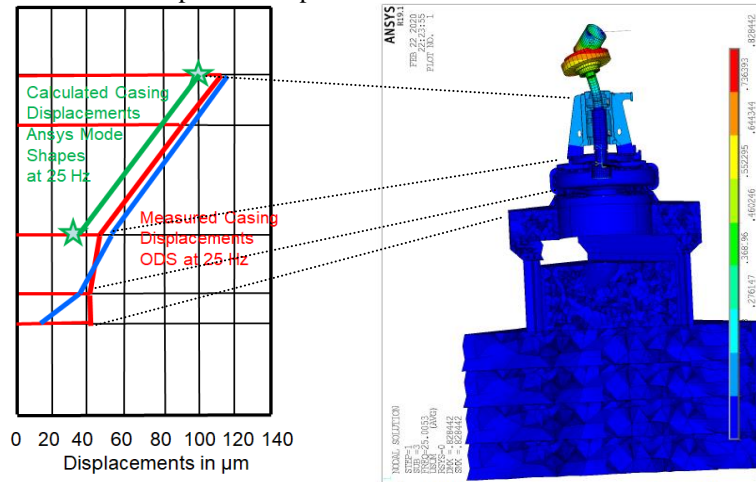 Calculated Casing
Displacements
Ansys Mode
Shapes
at 25 Hz
Measured Casing
Displacements
ODS at 25 Hz
0 20 40 60 80 100 120 140
Displacements in µm
ANSYS
R19.1
FEB 22 2020
22:23:55
PLOT NO. 1
NODAL SOLUTION
STEP=1
SUB =3
FREQ=25.0053
USUM (AVG)
RSYS=0
DMX =.828442
SMX =.828442
.828442
.736393
.644344
.552295
.460246
.368196
.276147